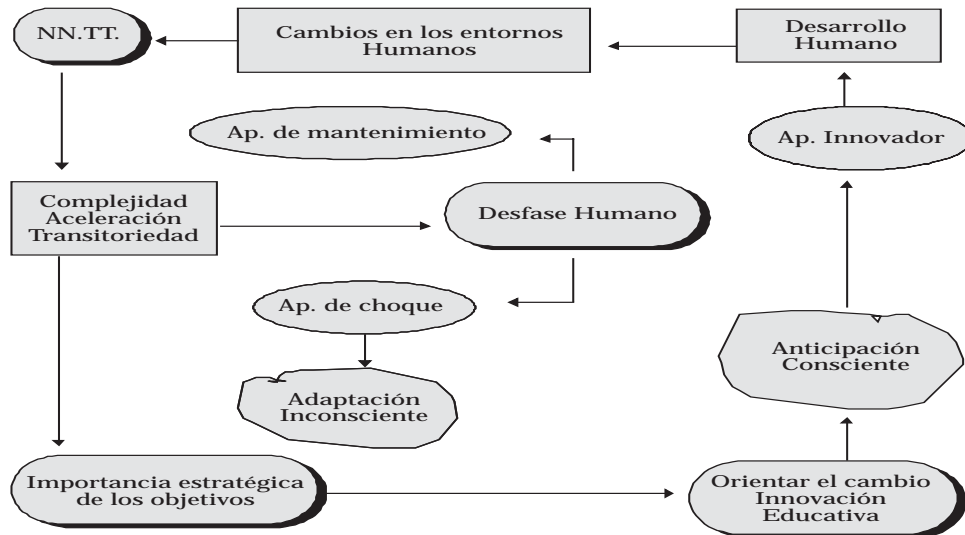 NN.TT.
Cambios en los entornos
Humanos
Desarrollo
Humano
Ap. de mantenimiento
Ap. Innovador
Complejidad
Aceleración
Transitoriedad
Desfase Humano
Ap. de choque
Anticipación
Consciente
Adaptación
Inconsciente
Importancia estratégica
de los objetivos
Orientar el cambio
Innovación
Educativa